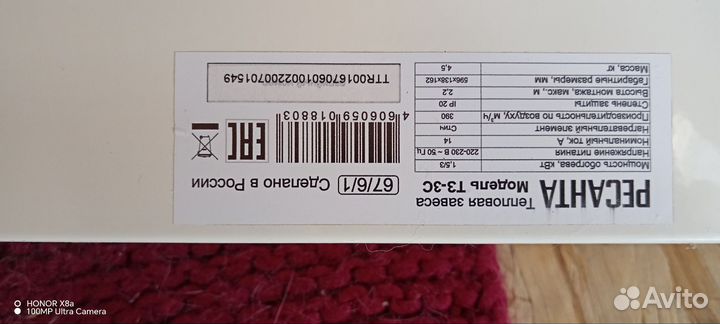 РЕСАНТА
Тепловая завеса
Модель ТЗ-3С
67/6/1 Сделано в России
Мощность обогрева, кВт 1,5/3
Напряжение питания 220-230 В ~ 50 Гц
Номинальный ток, А 14
Нагревательный элемент Стич
Производительность по воздуху, м³/ч 390
Степень защиты IP 20
Высота монтажа, макс., м 2,2
Габаритные размеры, мм 596x138x162
Масса, кг 4,5
4 606059 018803
EAC
TTR00167060100220070 1549
HONOR X8a
100MP Ultra Camera
Avito